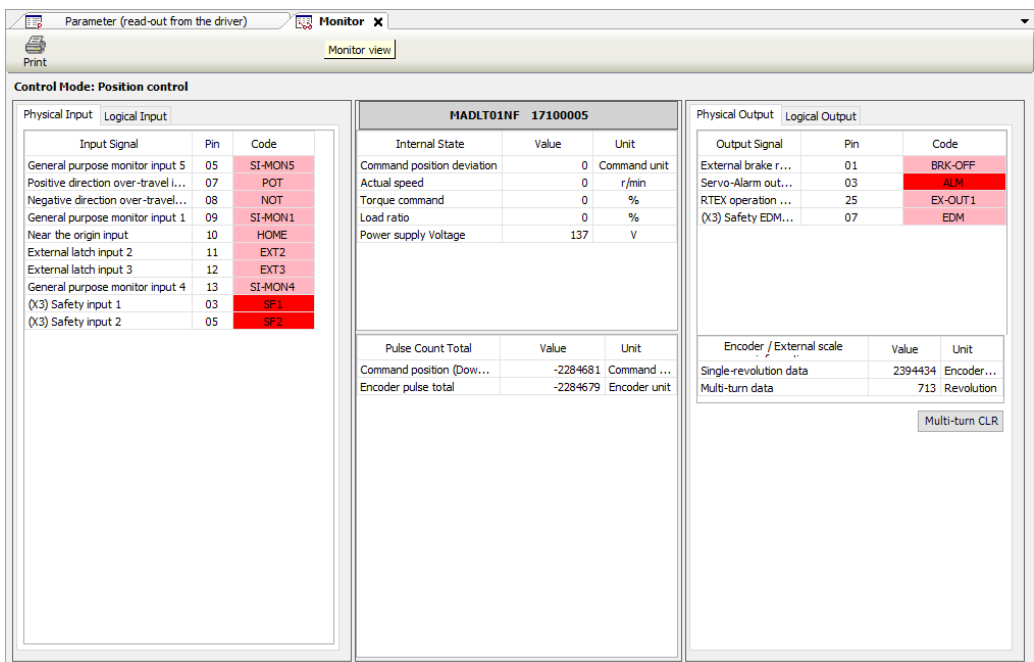 Parameter (read-out from the driver)
Monitor
Print
Monitor view
Control Mode: Position control
Physical Input Logical Input
Input Signal Pin Code
General purpose monitor input 5 05 SI-MON5
Positive direction over-travel i... 07 POT
Negative direction over-travel... 08 NOT
General purpose monitor input 1 09 SI-MON1
Near the origin input 10 HOME
External latch input 2 11 EXT2
External latch input 3 12 EXT3
General purpose monitor input 4 13 SI-MON4
(X3) Safety input 1 03 SF1
(X3) Safety input 2 05 SF2
MADLT01NF 17100005
Internal State Value Unit
Command position deviation 0 Command unit
Actual speed 0 r/min
Torque command 0 %
Load ratio 0 %
Power supply Voltage 137 V
Pulse Count Total Value Unit
Command position (Dow... -2284681 Command ...
Encoder pulse total -2284679 Encoder unit
Physical Output Logical Output
Output Signal Pin Code
External brake r... 01 BRK-OFF
Servo-Alarm out... 03 ALM
RTEX operation ... 25 EX-OUT1
(X3) Safety EDM... 07 EDM
Encoder / External scale Value Unit
Single-revolution data 2394434 Encoder...
Multi-turn data 713 Revolution
Multi-turn CLR